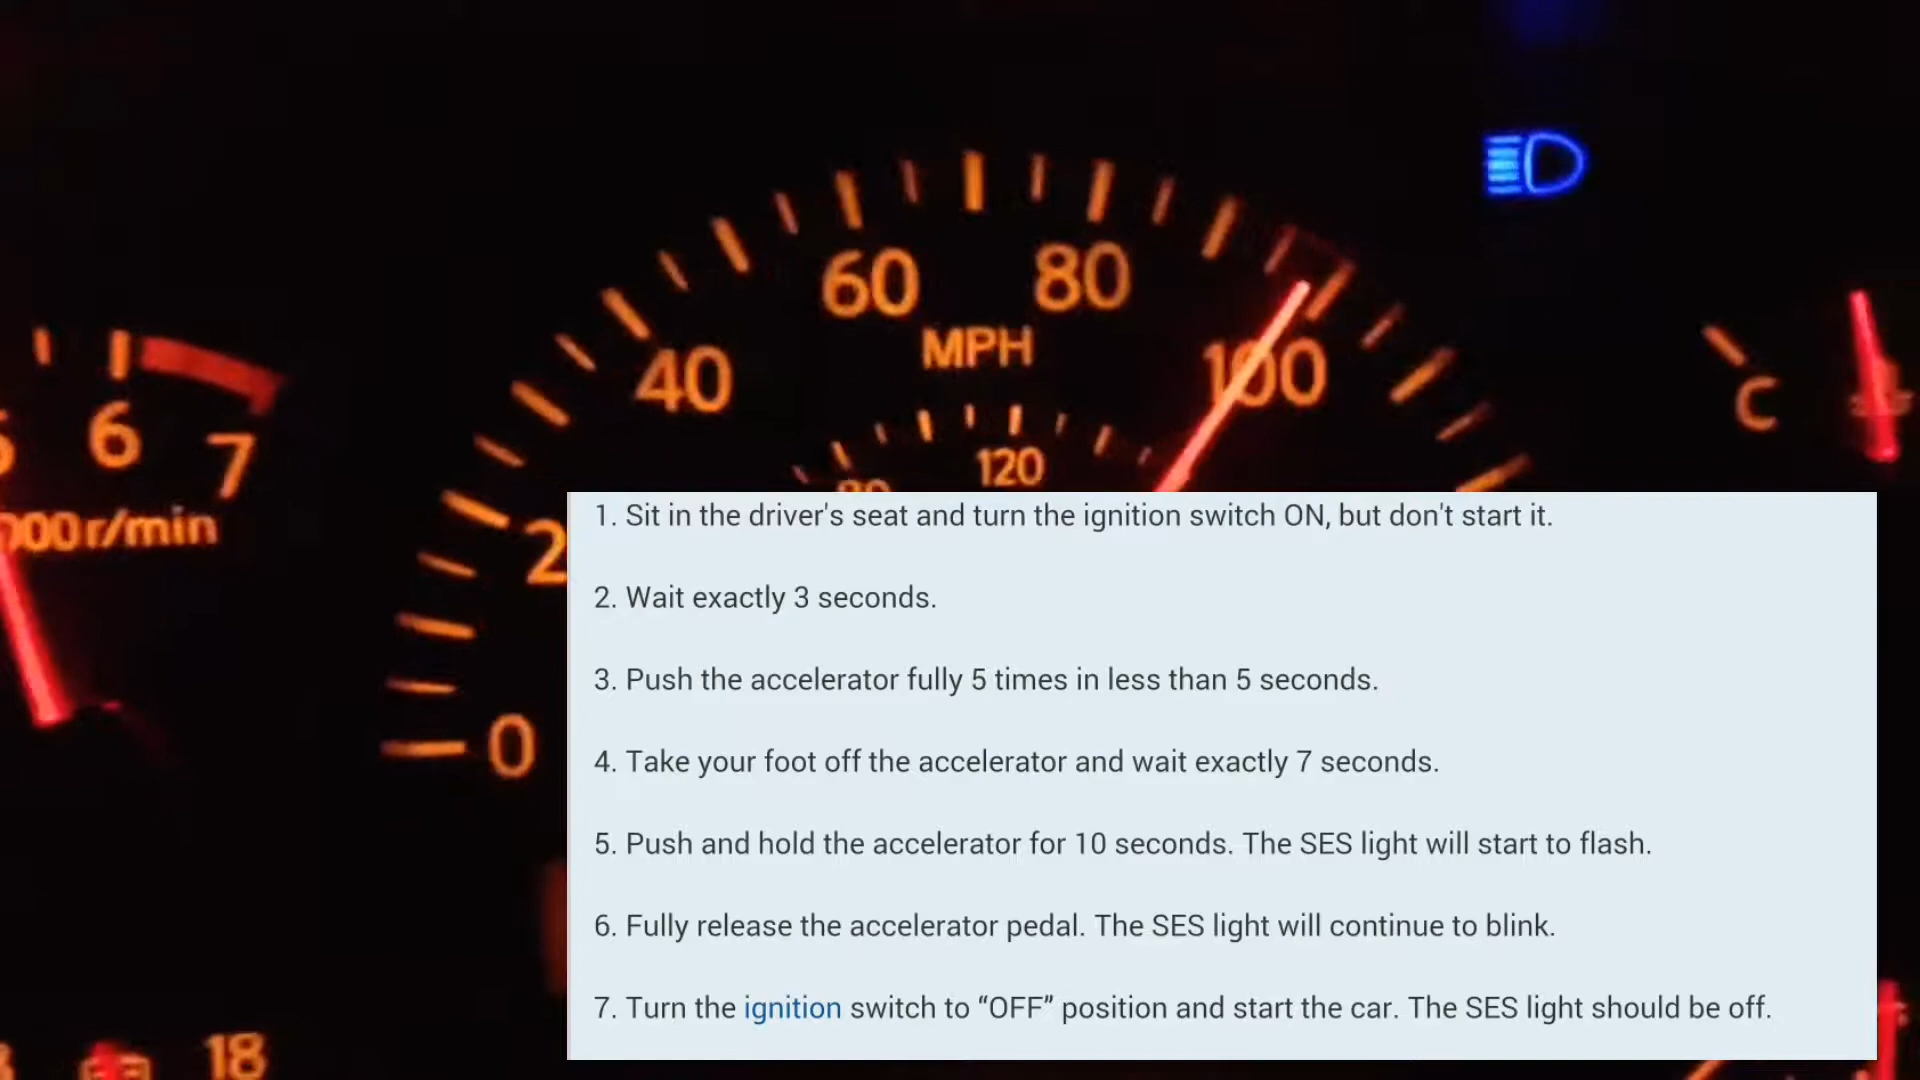 60 80
MPH
40 100
120
6
7
000r/min
2
0
C
18
1. Sit in the driver's seat and turn the ignition switch ON, but don't start it.
2. Wait exactly 3 seconds.
3. Push the accelerator fully 5 times in less than 5 seconds.
4. Take your foot off the accelerator and wait exactly 7 seconds.
5. Push and hold the accelerator for 10 seconds. The SES light will start to flash.
6. Fully release the accelerator pedal. The SES light will continue to blink.
7. Turn the ignition switch to “OFF” position and start the car. The SES light should be off.